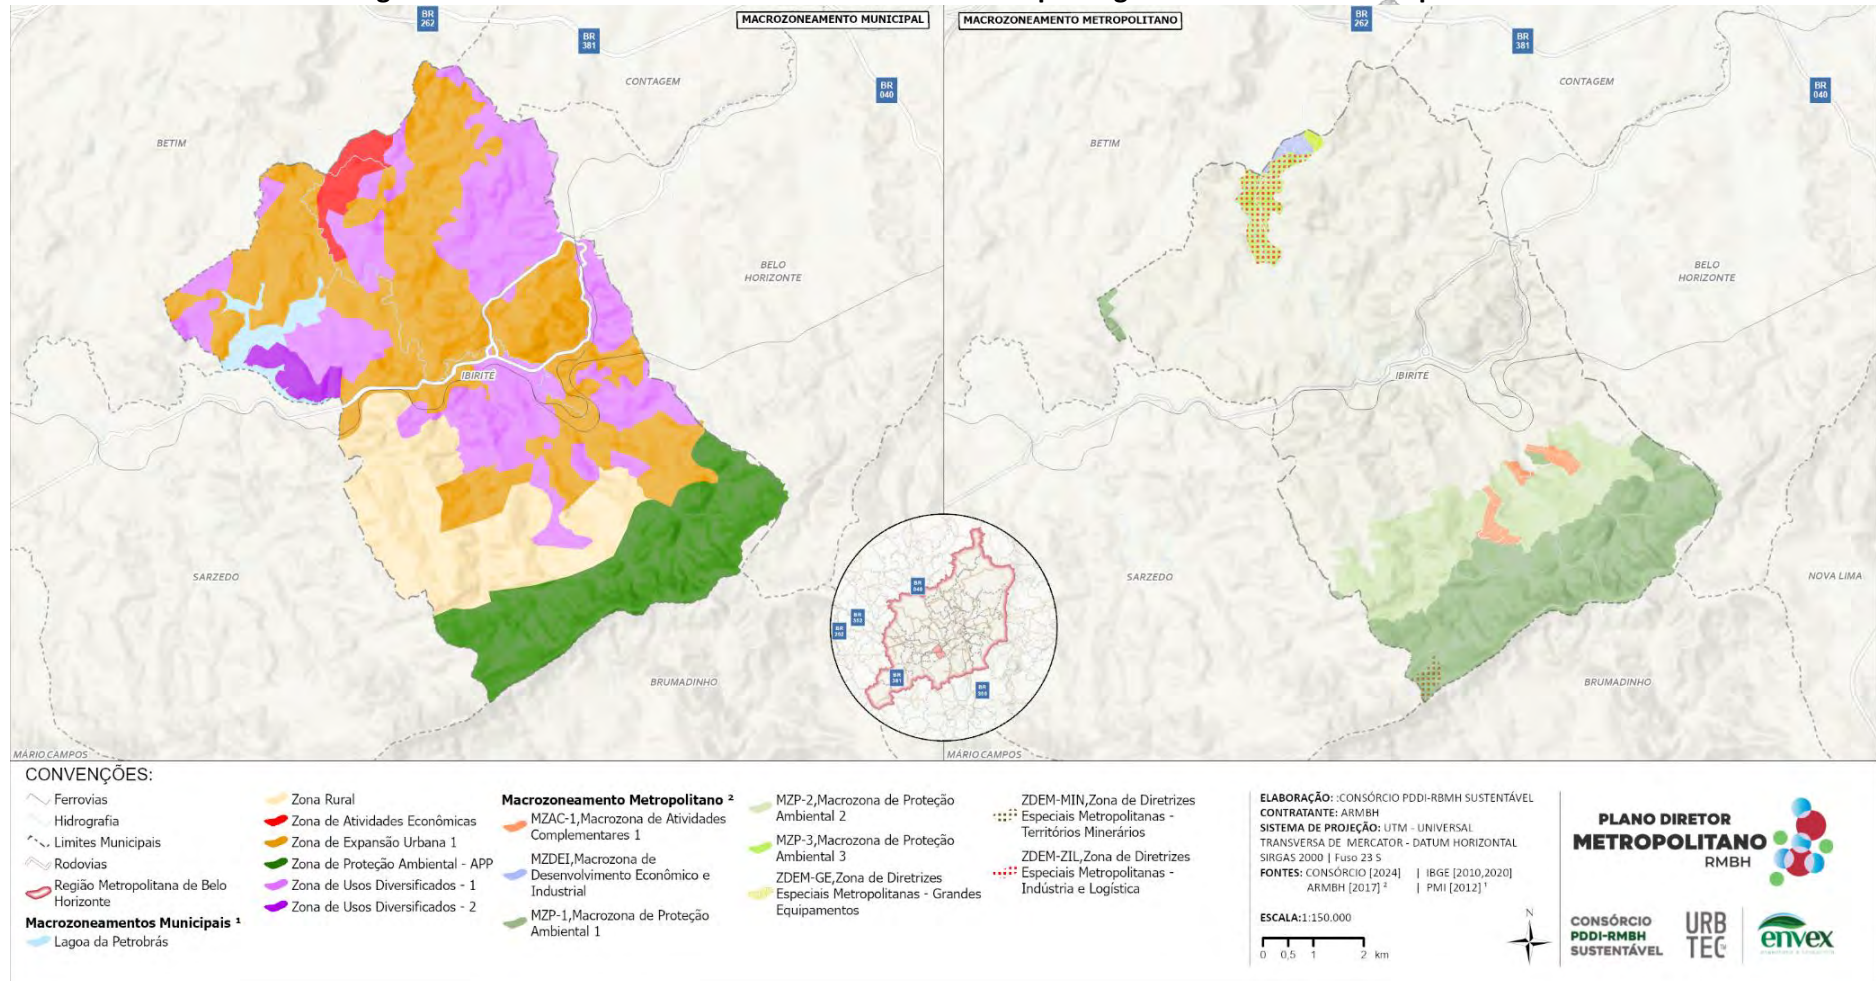 MACROZONEAMENTO MUNICIPAL
BR
262
BR
381
CONTAGEM
BR
040
BETIM
BELO
HORIZONTE
IBIRITÉ
SARZEDO
BRUMADINHO
MÁRIO CAMPOS
MACROZONEAMENTO METROPOLITANO
BR
262
BR
381
CONTAGEM
BR
040
BETIM
BELO
HORIZONTE
IBIRITÉ
SARZEDO
NOVA LIMA
BRUMADINHO
MÁRIO CAMPOS
BR
040
BR
352
BR
262
BR
381
BR
356
CONVENÇÕES:
Ferrovias
Hidrografia
Limites Municipais
Rodovias
Região Metropolitana de Belo
Horizonte
Macrozoneamentos Municipais ¹
Lagoa da Petrobrás
Zona Rural
Zona de Atividades Econômicas
Zona de Expansão Urbana 1
Zona de Proteção Ambiental - APP
Zona de Usos Diversificados - 1
Zona de Usos Diversificados - 2
Macrozoneamento Metropolitano ²
MZAC-1,Macrozona de Atividades
Complementares 1
MZDEI,Macrozona de
Desenvolvimento Econômico e
Industrial
MZP-1,Macrozona de Proteção
Ambiental 1
MZP-2,Macrozona de Proteção
Ambiental 2
MZP-3,Macrozona de Proteção
Ambiental 3
ZDEM-GE,Zona de Diretrizes
Especiais Metropolitanas - Grandes
Equipamentos
ZDEM-MIN,Zona de Diretrizes
Especiais Metropolitanas -
Territórios Minerários
ZDEM-ZIL,Zona de Diretrizes
Especiais Metropolitanas -
Indústria e Logística
ELABORAÇÃO: :CONSÓRCIO PDDI-RBMH SUSTENTÁVEL
CONTRATANTE: ARMBH
SISTEMA DE PROJEÇÃO: UTM - UNIVERSAL
TRANSVERSA DE MERCATOR - DATUM HORIZONTAL
SIRGAS 2000 | Fuso 23 S
FONTES: CONSÓRCIO [2024] | IBGE [2010,2020]
ARMBH [2017] ² | PMI [2012] ¹
ESCALA:1:150.000
0 0,5 1 2 km
N
PLANO DIRETOR
METROPOLITANO
RMBH
CONSÓRCIO
PDDI-RMBH
SUSTENTÁVEL
URB
TEC
envex